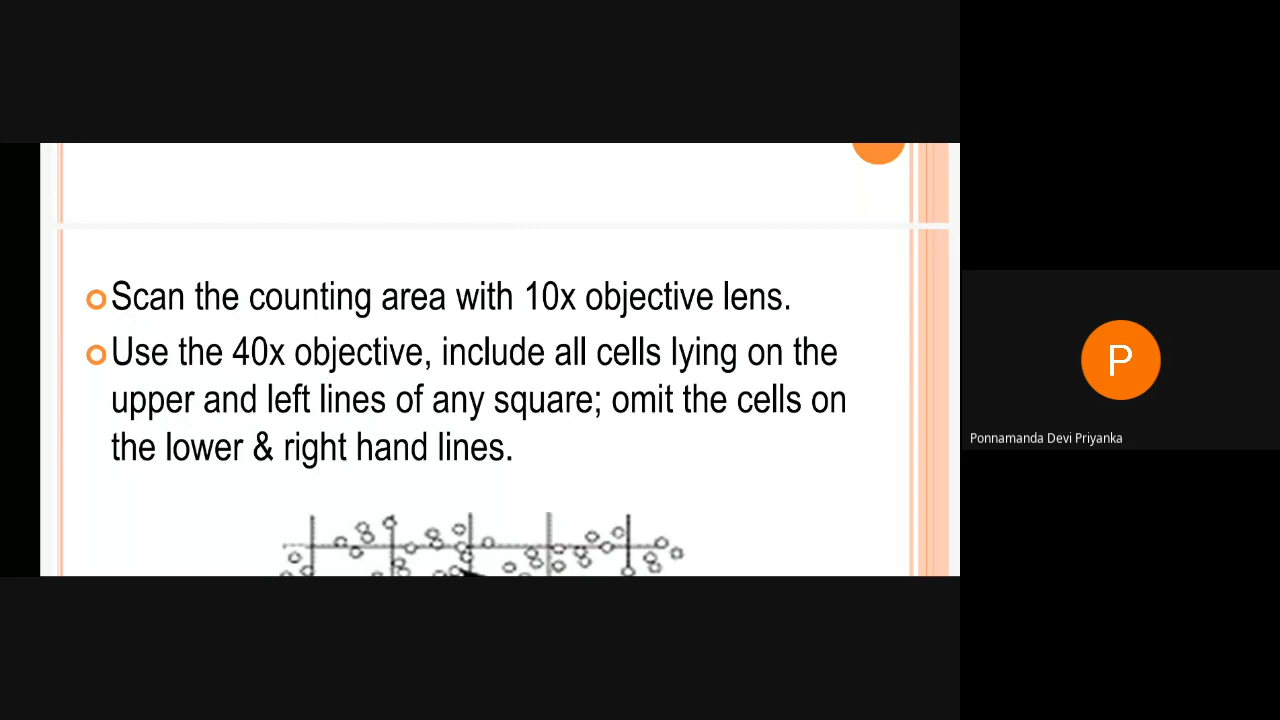 Scan the counting area with 10x objective lens.
Use the 40x objective, include all cells lying on the
upper and left lines of any square; omit the cells on
the lower & right hand lines.
P
Ponnamanda Devi Priyanka